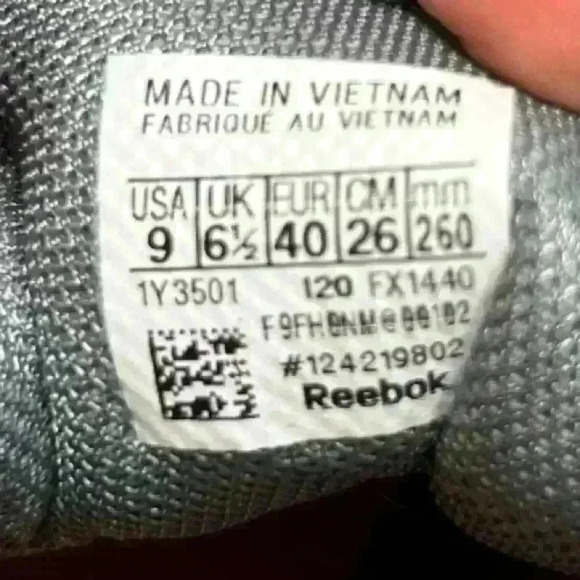 MADE IN VIETNAM
FABRIQUÉ AU VIETNAM
USA UK EUR CM mm
9 6½ 40 26 260
1Y3501 120 FX1440
#124219802
Reebok